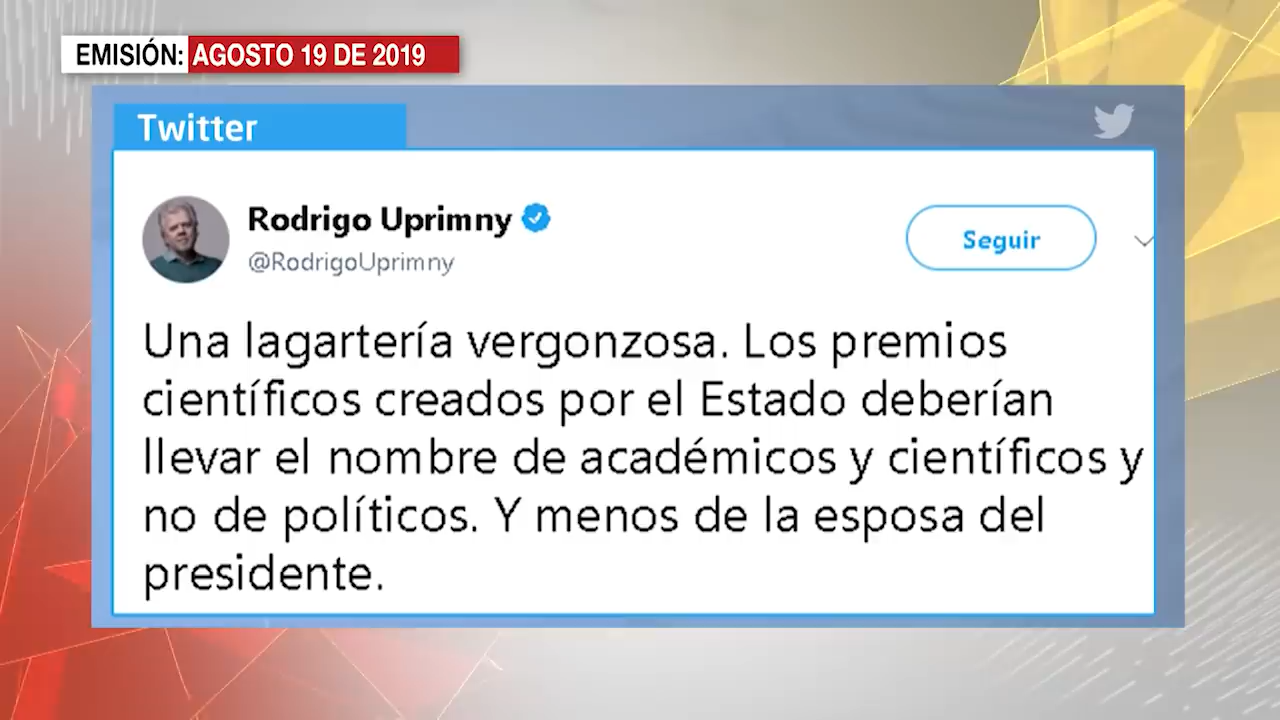 EMISIÓN: AGOSTO 19 DE 2019
Twitter
Rodrigo Uprimny
@RodrigoUprimny
Seguir
Una lagartería vergonzosa. Los premios
científicos creados por el Estado deberían
llevar el nombre de académicos y científicos y
no de políticos. Y menos de la esposa del
presidente.